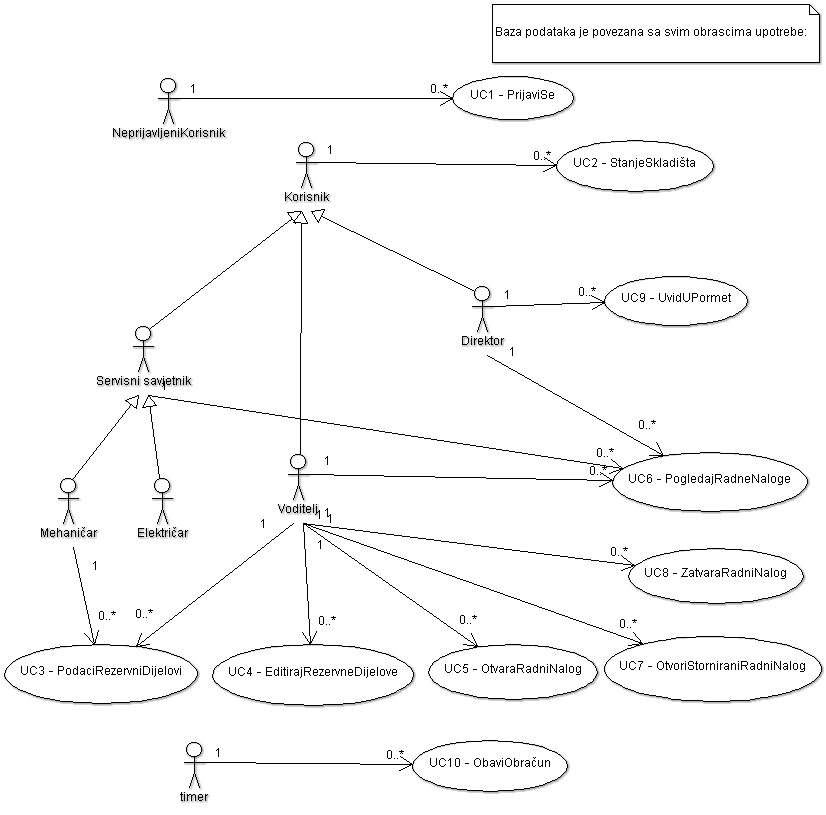 Baza podataka je povezana sa svim obrascima upotrebe:
1
0..*
UC1 - PrijaviSe
NeprijavljeniKorisnik
1
0..*
UC2 - StanjeSkladišta
Korisnik
1
0..*
UC9 - UvidUPormet
Direktor
1
Servisni savjetnik
1
0..*
0..*
1
0..*
UC6 - PogledajRadneNaloge
Mehaničar
Električar
Voditelj
1
1
1
1
1
0..*
UC8 - ZatvaraRadniNalog
1
0..*
0..*
0..*
0..*
0..*
UC3 - PodaciRezervniDijelovi
UC4 - EditirajRezervneDijelove
UC5 - OtvaraRadniNalog
UC7 - OtvoriStorniraniRadniNalog
1
0..*
UC10 - ObaviObračun
timer